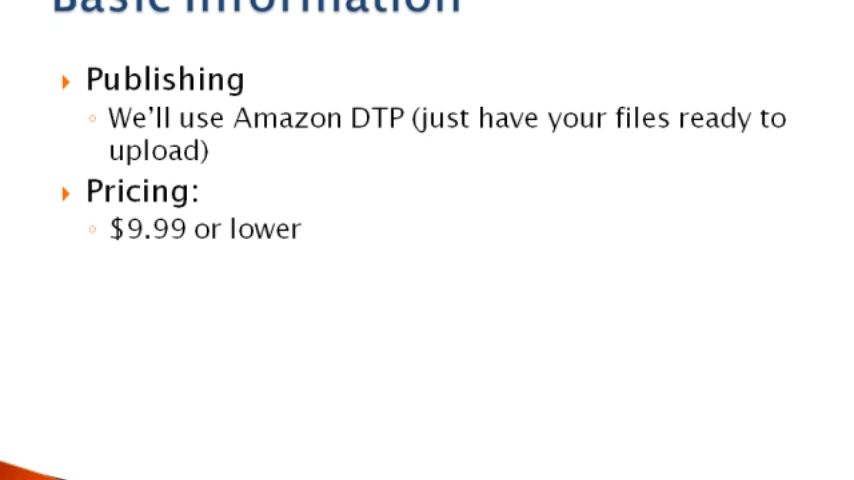 Basic Information
Publishing
We'll use Amazon DTP (just have your files ready to
upload)
Pricing:
$9.99 or lower